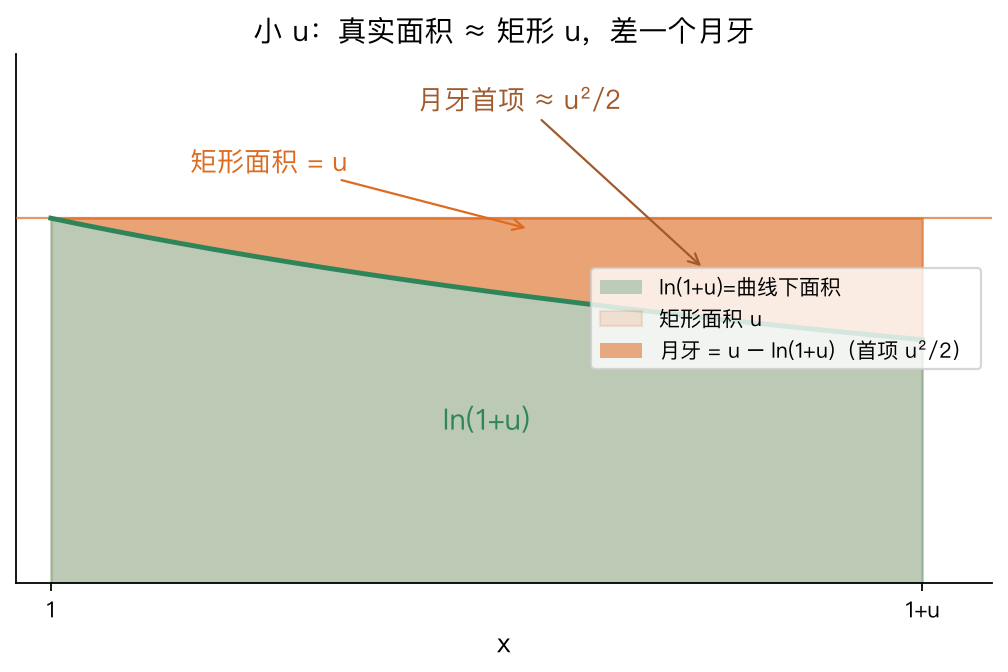 小 u：真实面积 ≈ 矩形 u，差一个月牙
月牙首项 ≈ u²/2
矩形面积 = u
ln(1+u)=曲线下面积
矩形面积 u
月牙 = u − ln(1+u)（首项 u²/2）
ln(1+u)
1
1+u
x